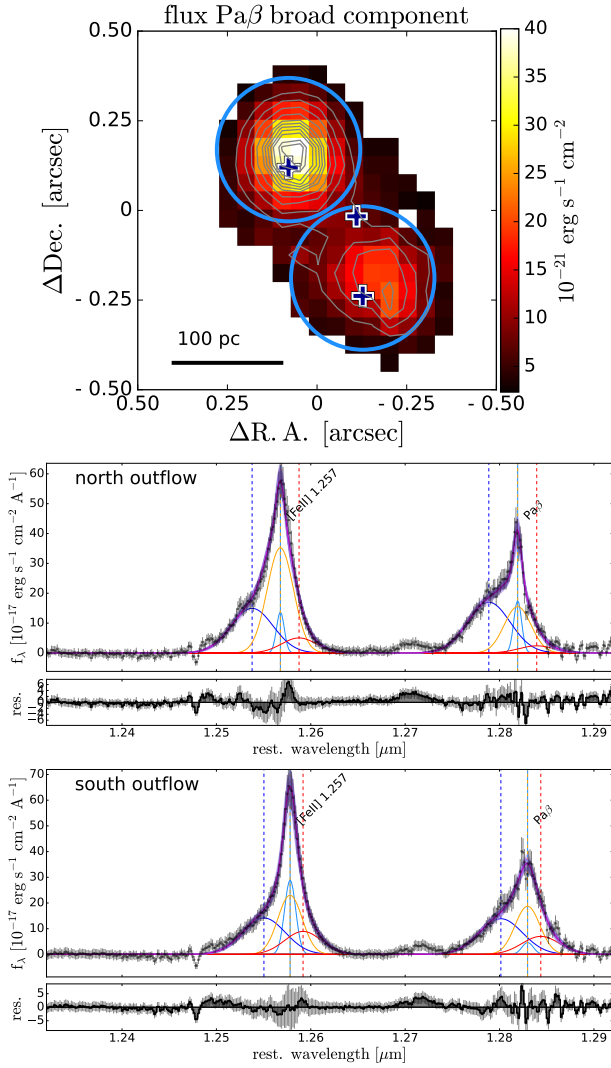 flux Paβ broad component
0.50
0.25
0
- 0.25
- 0.50
ΔDec. [arcsec]
100 pc
0.50 0.25 0 - 0.25 - 0.50
ΔR. A. [arcsec]
40
35
30
25
20
15
10
5
10⁻²¹ erg s⁻¹ cm⁻²
north outflow
[FeII] 1.257
Paβ
60
50
40
30
20
10
0
f_λ [10⁻¹⁷ erg s⁻¹ cm⁻² A⁻¹]
res.
6
4
2
0
−2
−4
−6
1.24 1.25 1.26 1.27 1.28 1.29
rest. wavelength [μm]
south outflow
[FeII] 1.257
Paβ
70
60
50
40
30
20
10
0
f_λ [10⁻¹⁷ erg s⁻¹ cm⁻² A⁻¹]
res.
5
0
−5
1.24 1.25 1.26 1.27 1.28 1.29
rest. wavelength [μm]